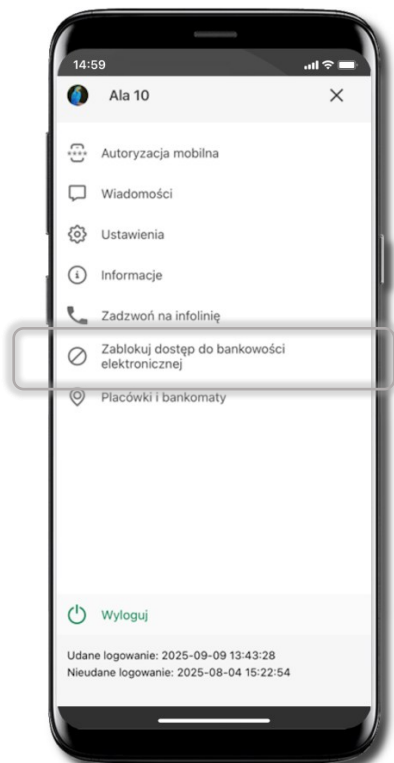 14:59
Ala 10
Autoryzacja mobilna
Wiadomości
Ustawienia
Informacje
Zadzwoń na infolinię
Zablokuj dostęp do bankowości
elektronicznej
Placówki i bankomaty
Wyloguj
Udane logowanie: 2025-09-09 13:43:28
Nieudane logowanie: 2025-08-04 15:22:54